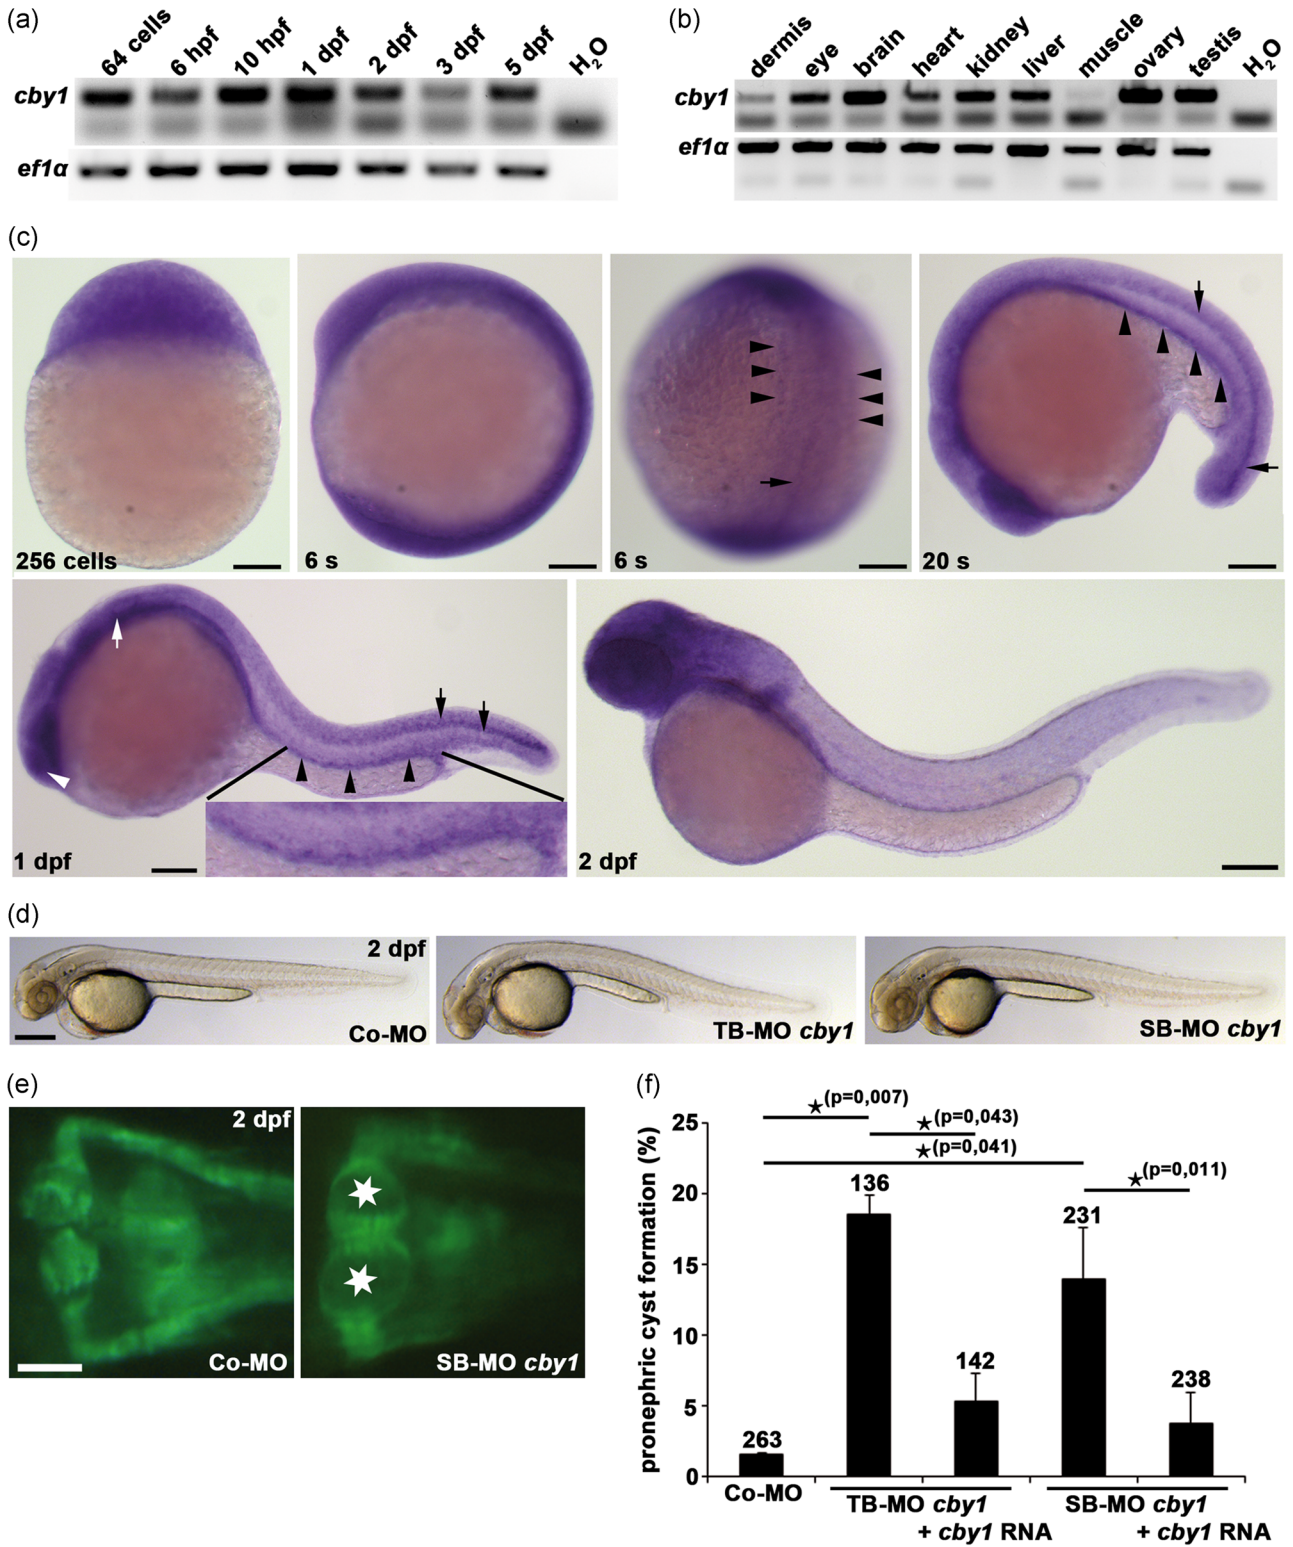 (a)
64 cells 6 hpf 10 hpf 1 dpf 2 dpf 3 dpf 5 dpf H2O
cby1
ef1α
(b)
dermis eye brain heart kidney liver muscle ovary testis H2O
cby1
ef1α
(c)
256 cells
6 s
6 s
20 s
1 dpf
2 dpf
(d)
2 dpf
Co-MO
TB-MO cby1
SB-MO cby1
(e)
2 dpf
Co-MO
SB-MO cby1
(f)
pronephric cyst formation (%)
25
20
15
10
5
0
(p=0,007)
(p=0,043)
(p=0,041)
(p=0,011)
263
136
142
231
238
Co-MO
TB-MO cby1
+ cby1 RNA
SB-MO cby1
+ cby1 RNA